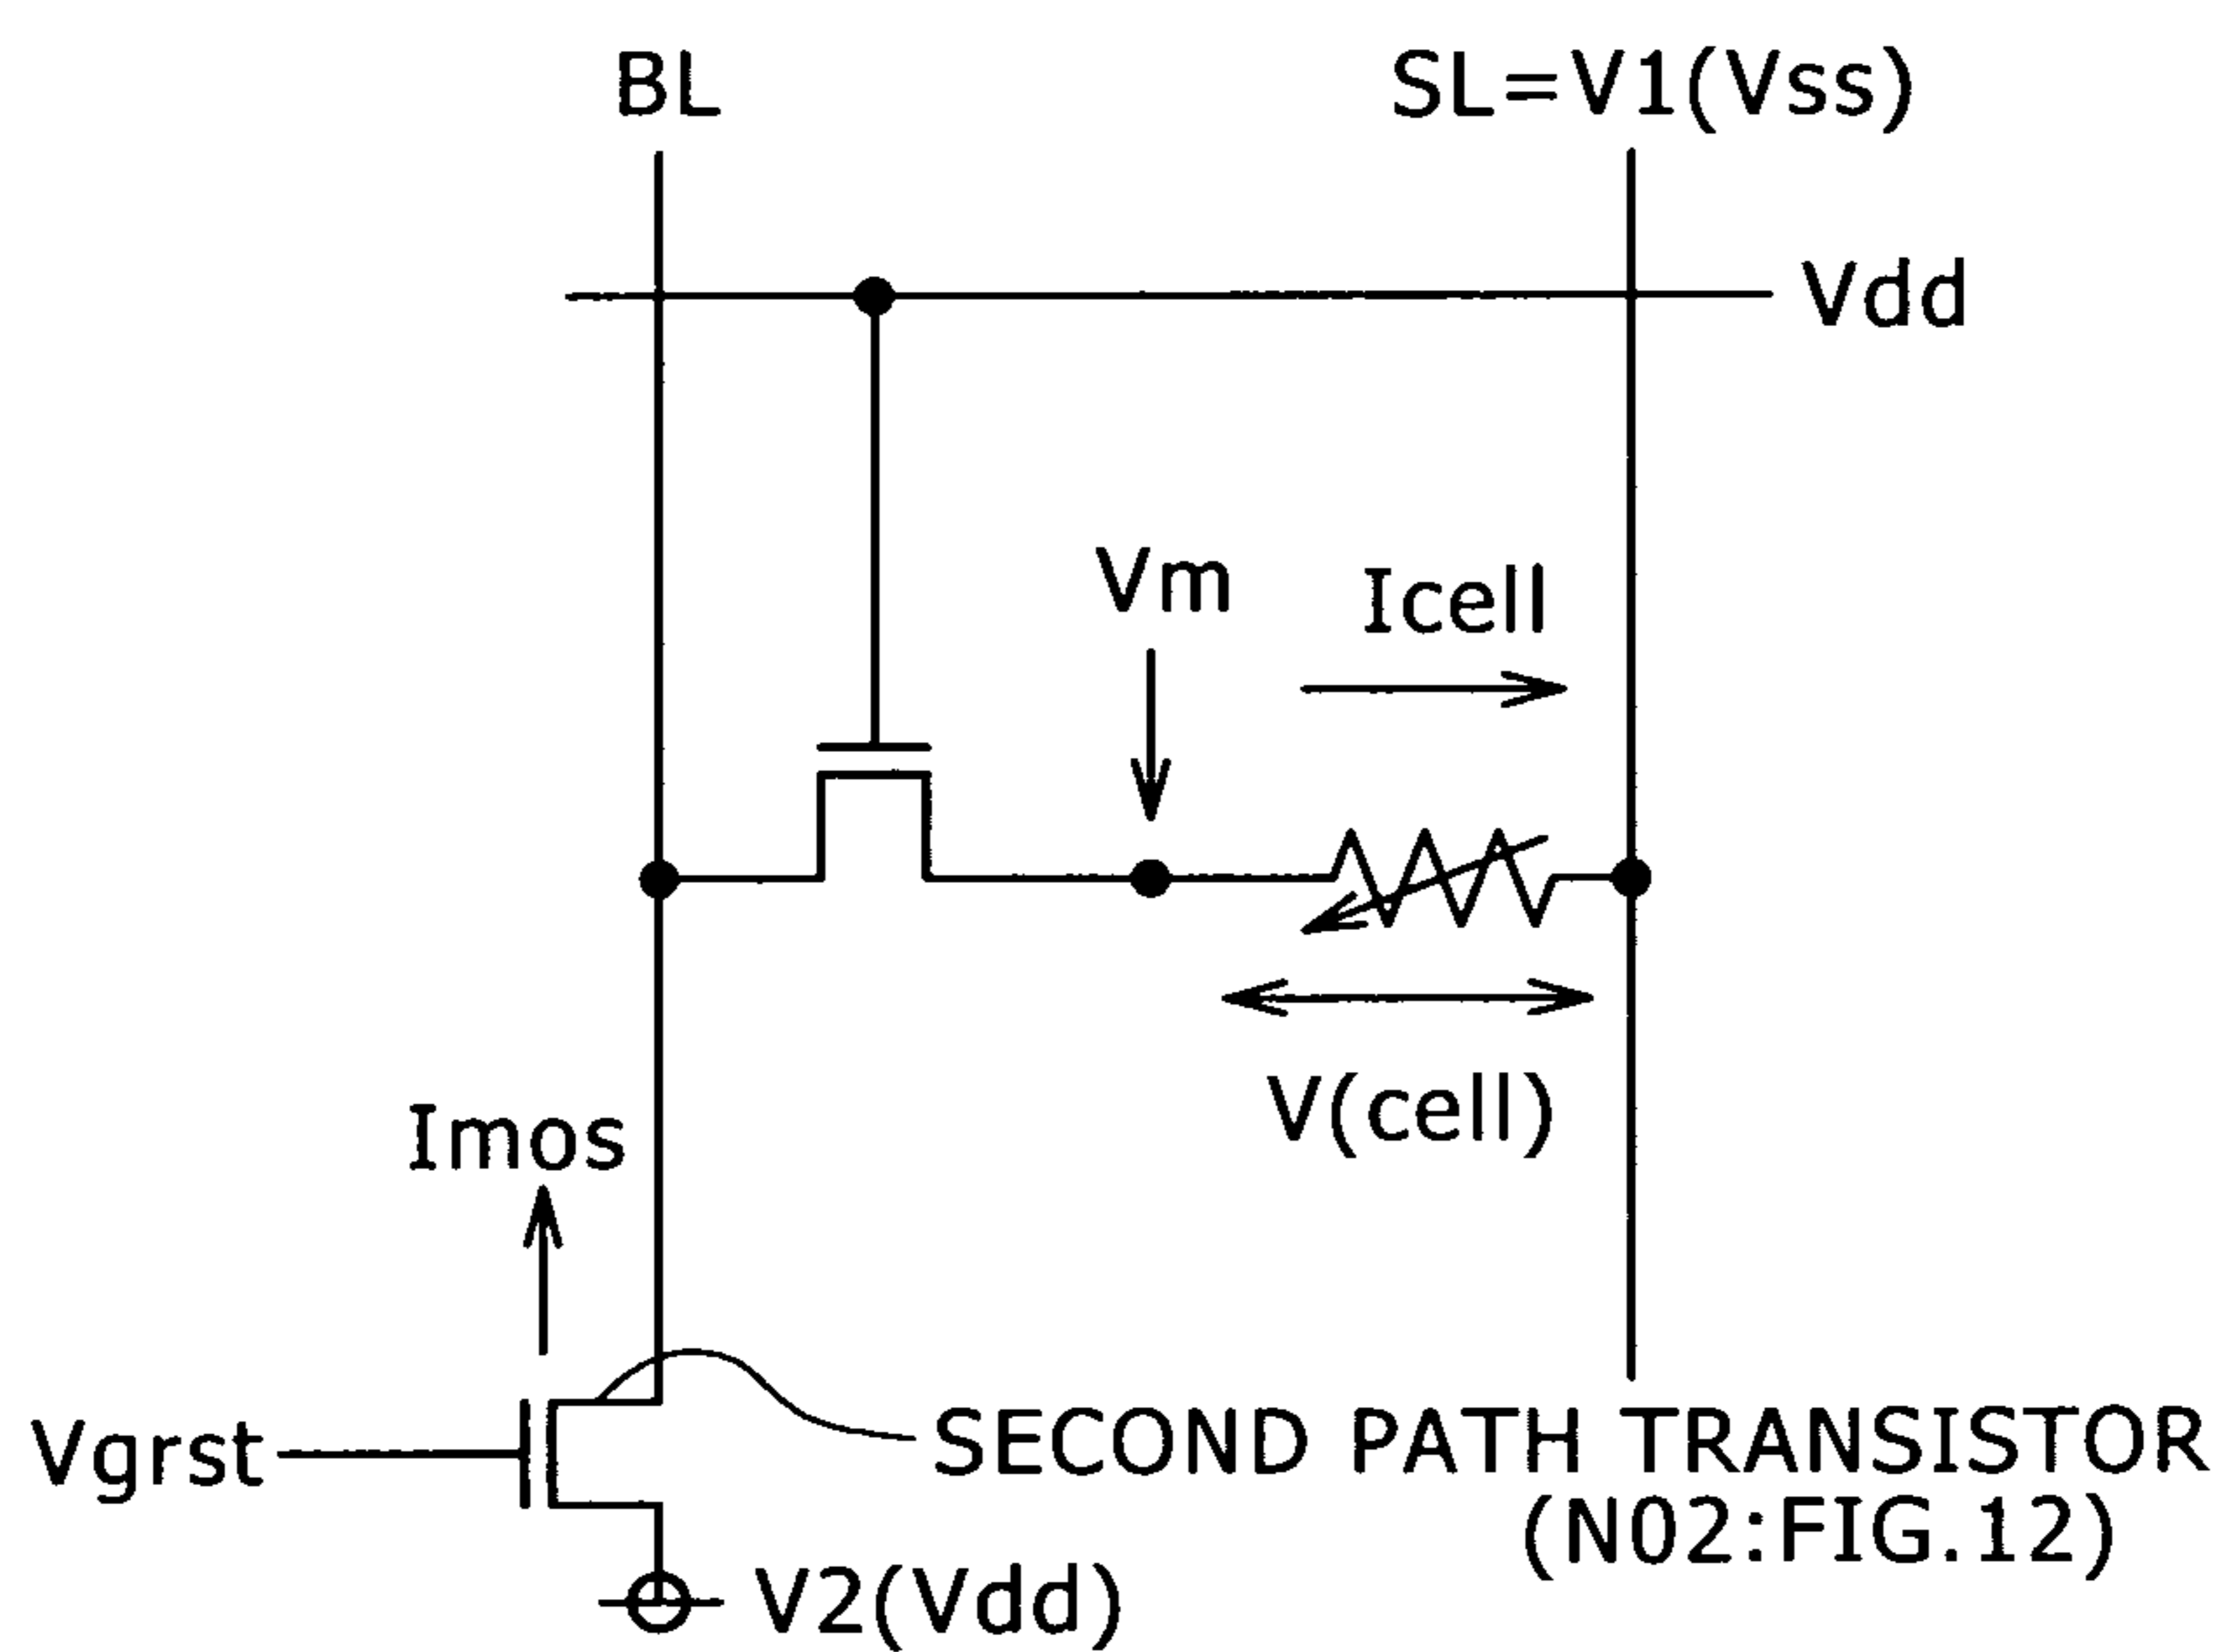 BL
SL=V1(Vss)
Vdd
Vm
Icell
V(cell)
Imos
Vgrst
SECOND PATH TRANSISTOR
(N02:FIG.12)
V2(Vdd)